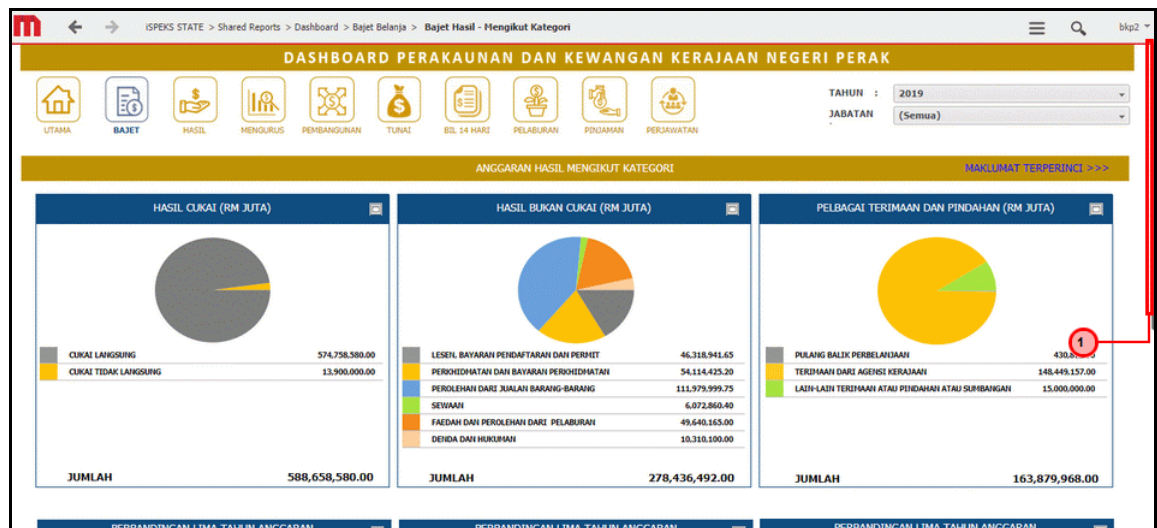 iSPEKS STATE > Shared Reports > Dashboard > Bajet Belanja > Bajet Hasil - Mengikut Kategori
bkp2
DASHBOARD PERAKAUNAN DAN KEWANGAN KERAJAAN NEGERI PERAK
UTAMA BAJET HASIL MENGURUS PEMBANGUNAN TUNAI BIL 14 HARI PELABURAN PINJAMAN PERJAWATAN
TAHUN : 2019
JABATAN : (Semua)
ANGGARAN HASIL MENGIKUT KATEGORI
MAKLUMAT TERPERINCI >>>
HASIL CUKAI (RM JUTA)
CUKAI LANGSUNG 574,758,580.00
CUKAI TIDAK LANGSUNG 13,900,000.00
JUMLAH 588,658,580.00
HASIL BUKAN CUKAI (RM JUTA)
LESEN, BAYARAN PENDAFTARAN DAN PERMIT 46,318,941.65
PERKHIDMATAN DAN BAYARAN PERKHIDMATAN 54,114,425.20
PEROLEHAN DARI JUALAN BARANG-BARANG 111,979,999.75
SEWAAN 6,072,860.40
FAEDAH DAN PEROLEHAN DARI PELABURAN 49,640,165.00
DENDA DAN HUKUMAN 10,310,100.00
JUMLAH 278,436,492.00
PELBAGAI TERIMAAN DAN PINDAHAN (RM JUTA)
1
PULANG BALIK PERBELANJAAN
TERIMAAN DARI AGENSI KERAJAAN 148,449,157.00
LAIN-LAIN TERIMAAN ATAU PINDAHAN ATAU SUMBANGAN 15,000,000.00
JUMLAH 163,879,968.00
PERBANDINGAN LIMA TAHUN ANGGARAN
PERBANDINGAN LIMA TAHUN ANGGARAN
PERBANDINGAN LIMA TAHUN ANGGARAN